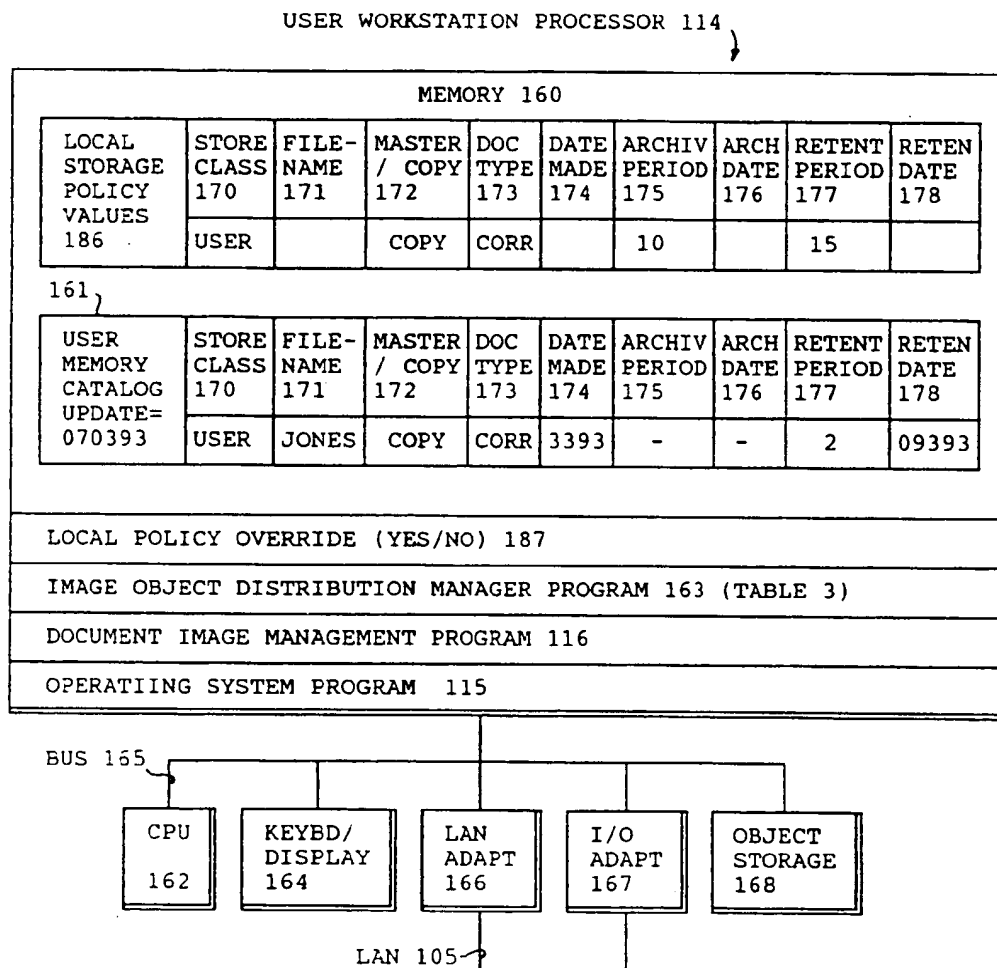 USER WORKSTATION PROCESSOR 114
MEMORY 160
LOCAL STORAGE POLICY VALUES 186
STORE CLASS 170
FILE- NAME 171
MASTER / COPY 172
DOC TYPE 173
DATE MADE 174
ARCHIV PERIOD 175
ARCH DATE 176
RETENT PERIOD 177
RETEN DATE 178
USER COPY CORR 10 15
161
USER MEMORY CATALOG UPDATE= 070393
STORE CLASS 170
FILE- NAME 171
MASTER / COPY 172
DOC TYPE 173
DATE MADE 174
ARCHIV PERIOD 175
ARCH DATE 176
RETENT PERIOD 177
RETEN DATE 178
USER JONES COPY CORR 3393 - - 2 09393
LOCAL POLICY OVERRIDE (YES/NO) 187
IMAGE OBJECT DISTRIBUTION MANAGER PROGRAM 163 (TABLE 3)
DOCUMENT IMAGE MANAGEMENT PROGRAM 116
OPERATIING SYSTEM PROGRAM 115
BUS 165
CPU 162
KEYBD/ DISPLAY 164
LAN ADAPT 166
I/O ADAPT 167
OBJECT STORAGE 168
LAN 105